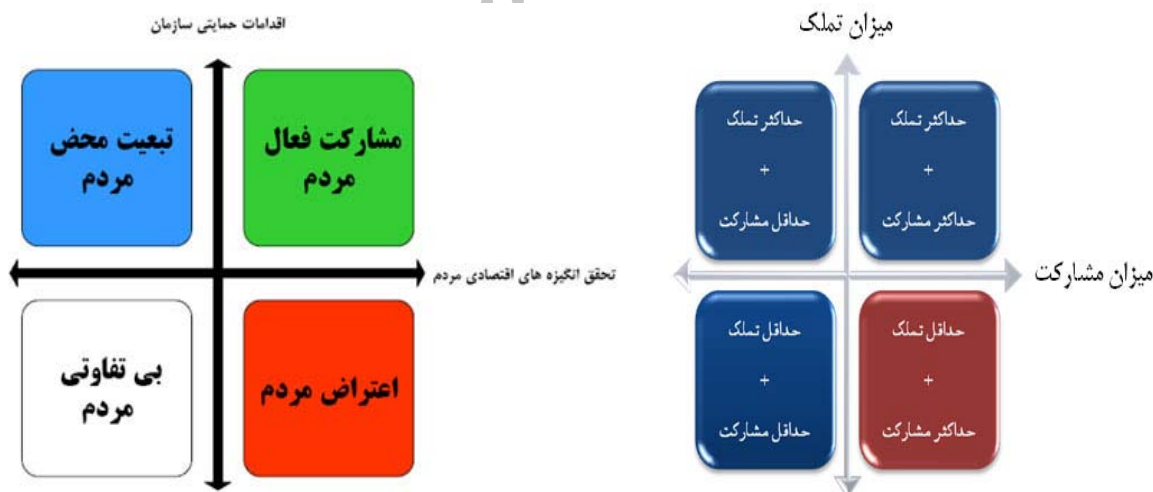 اقدامات حمایتی سازمان
مشارکت فعال
مردم
تبعیت محض
مردم
تحقق انگیزه های اقتصادی مردم
اعتراض مردم
بی تفاوتی
مردم
میزان تملک
حداکثر تملک
+
حداکثر مشارکت
حداکثر تملک
+
حداقل مشارکت
میزان مشارکت
حداقل تملک
+
حداکثر مشارکت
حداقل تملک
+
حداقل مشارکت